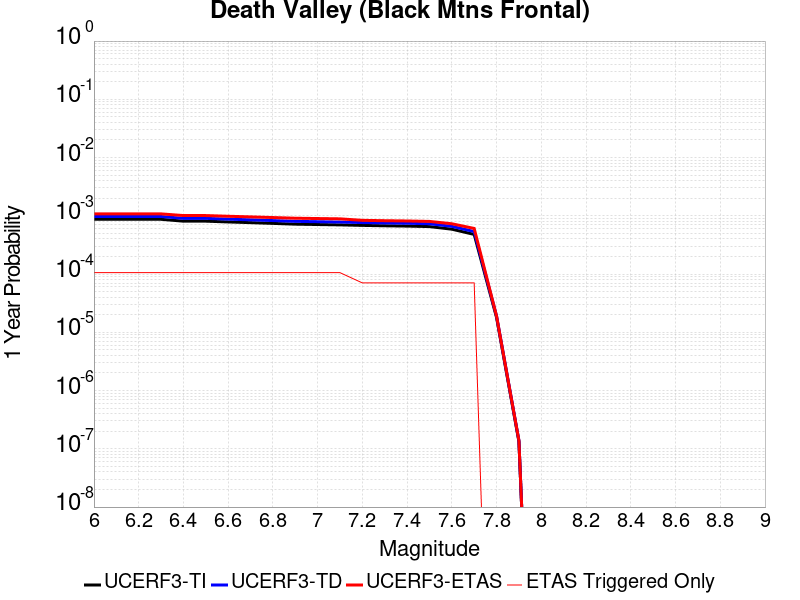 Death Valley (Black Mtns Frontal)
10^0
10^-1
10^-2
10^-3
10^-4
10^-5
10^-6
10^-7
10^-8
1 Year Probability
6 6.2 6.4 6.6 6.8 7 7.2 7.4 7.6 7.8 8 8.2 8.4 8.6 8.8 9
Magnitude
UCERF3-TI UCERF3-TD UCERF3-ETAS ETAS Triggered Only